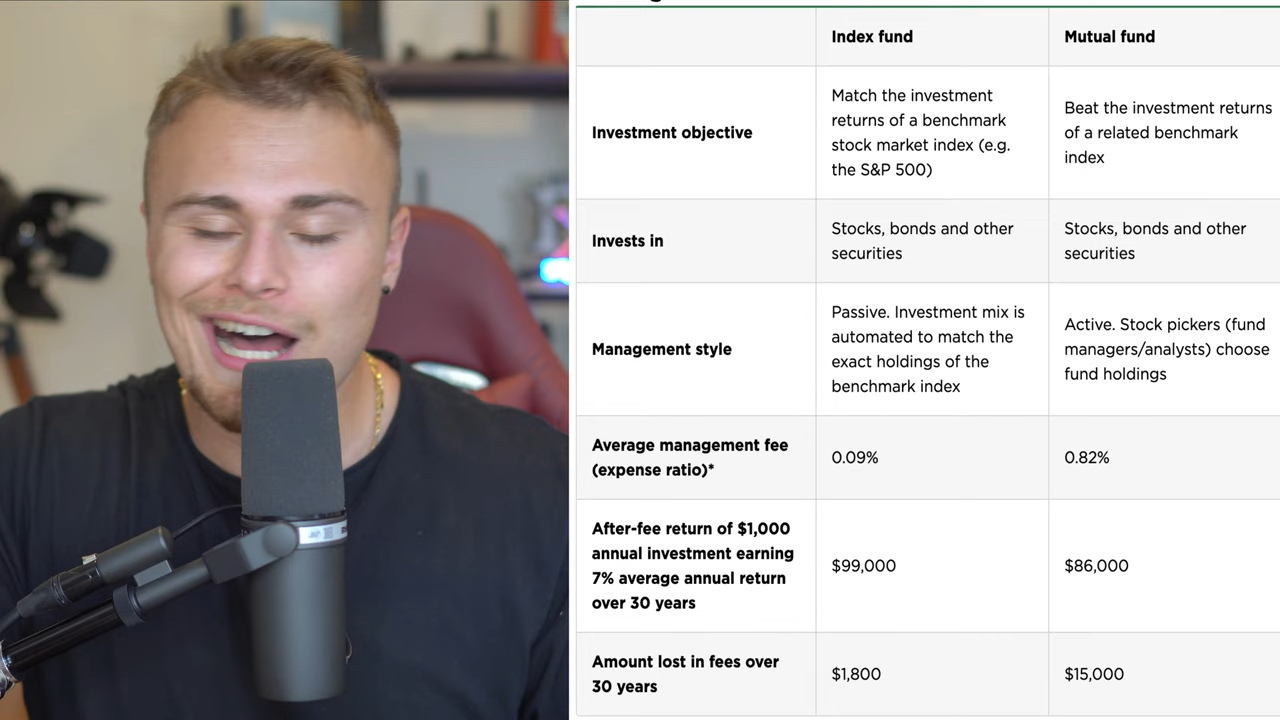 Index fund
Mutual fund
Investment objective
Match the investment
returns of a benchmark
stock market index (e.g.
the S&P 500)
Beat the investment returns
of a related benchmark
index
Invests in
Stocks, bonds and other
securities
Stocks, bonds and other
securities
Management style
Passive. Investment mix is
automated to match the
exact holdings of the
benchmark index
Active. Stock pickers (fund
managers/analysts) choose
fund holdings
Average management fee
(expense ratio)*
0.09%
0.82%
After-fee return of $1,000
annual investment earning
7% average annual return
over 30 years
$99,000
$86,000
Amount lost in fees over
30 years
$1,800
$15,000